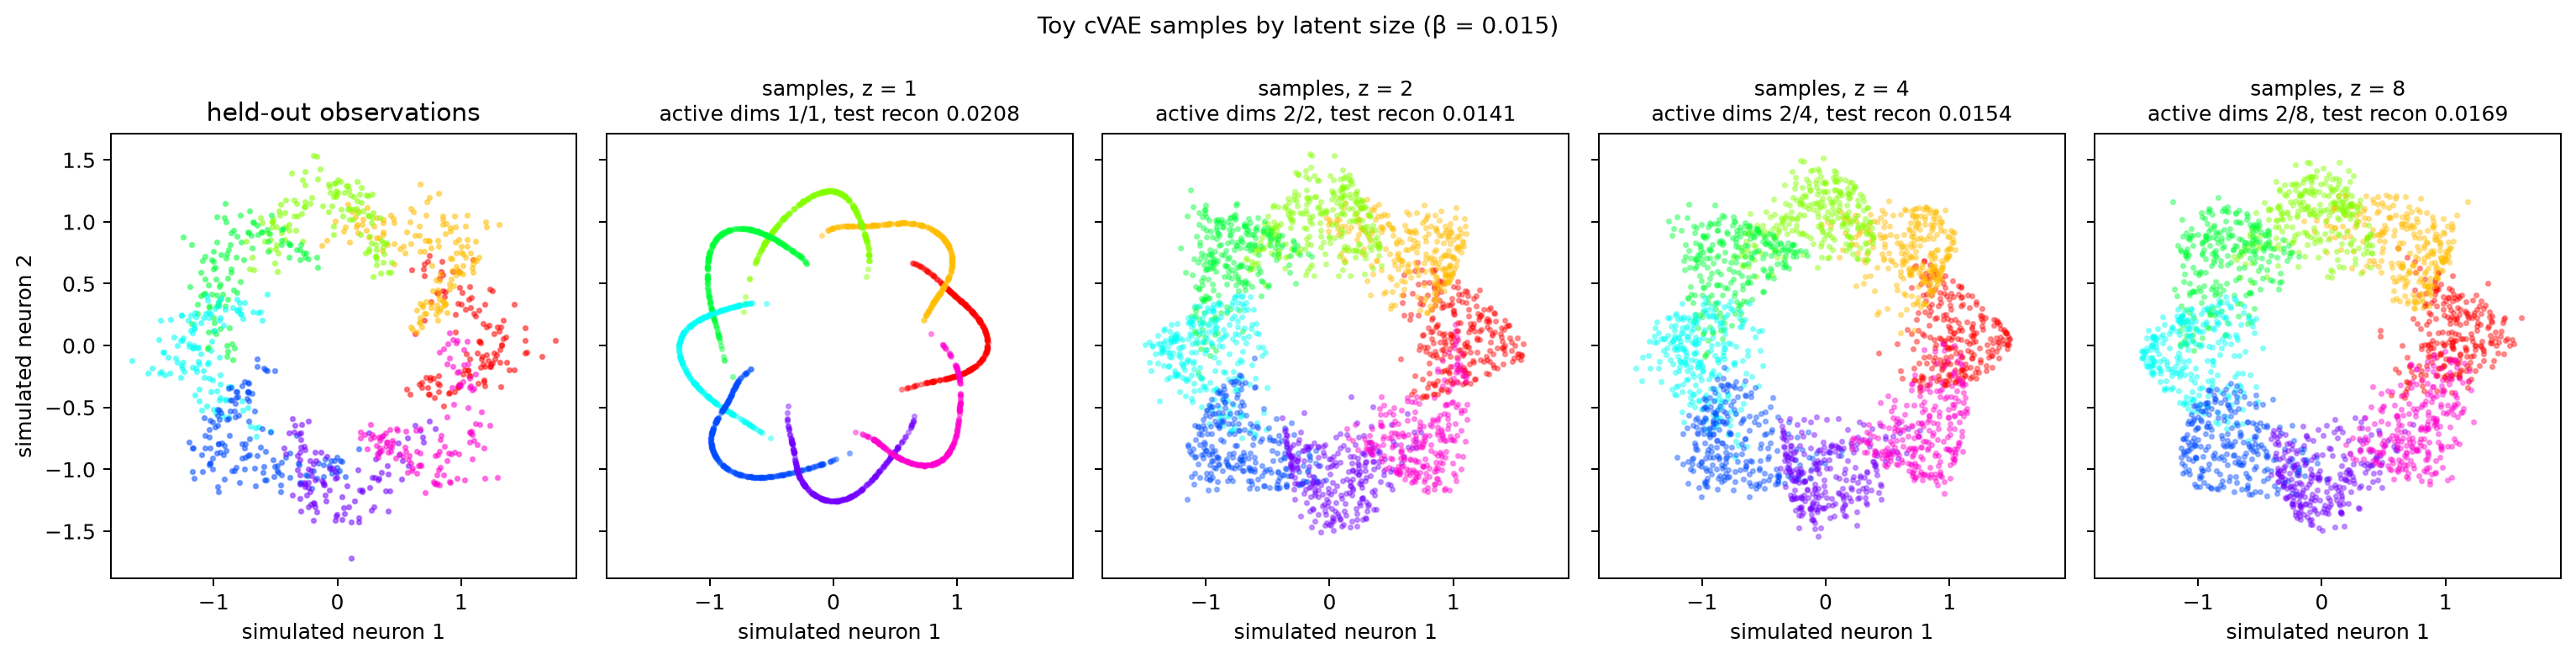 Toy cVAE samples by latent size (β = 0.015)
held-out observations
samples, z = 1
active dims 1/1, test recon 0.0208
samples, z = 2
active dims 2/2, test recon 0.0141
samples, z = 4
active dims 2/4, test recon 0.0154
samples, z = 8
active dims 2/8, test recon 0.0169
simulated neuron 2
1.5
1.0
0.5
0.0
−0.5
−1.0
−1.5
−1 0 1
−1 0 1
−1 0 1
−1 0 1
−1 0 1
simulated neuron 1
simulated neuron 1
simulated neuron 1
simulated neuron 1
simulated neuron 1